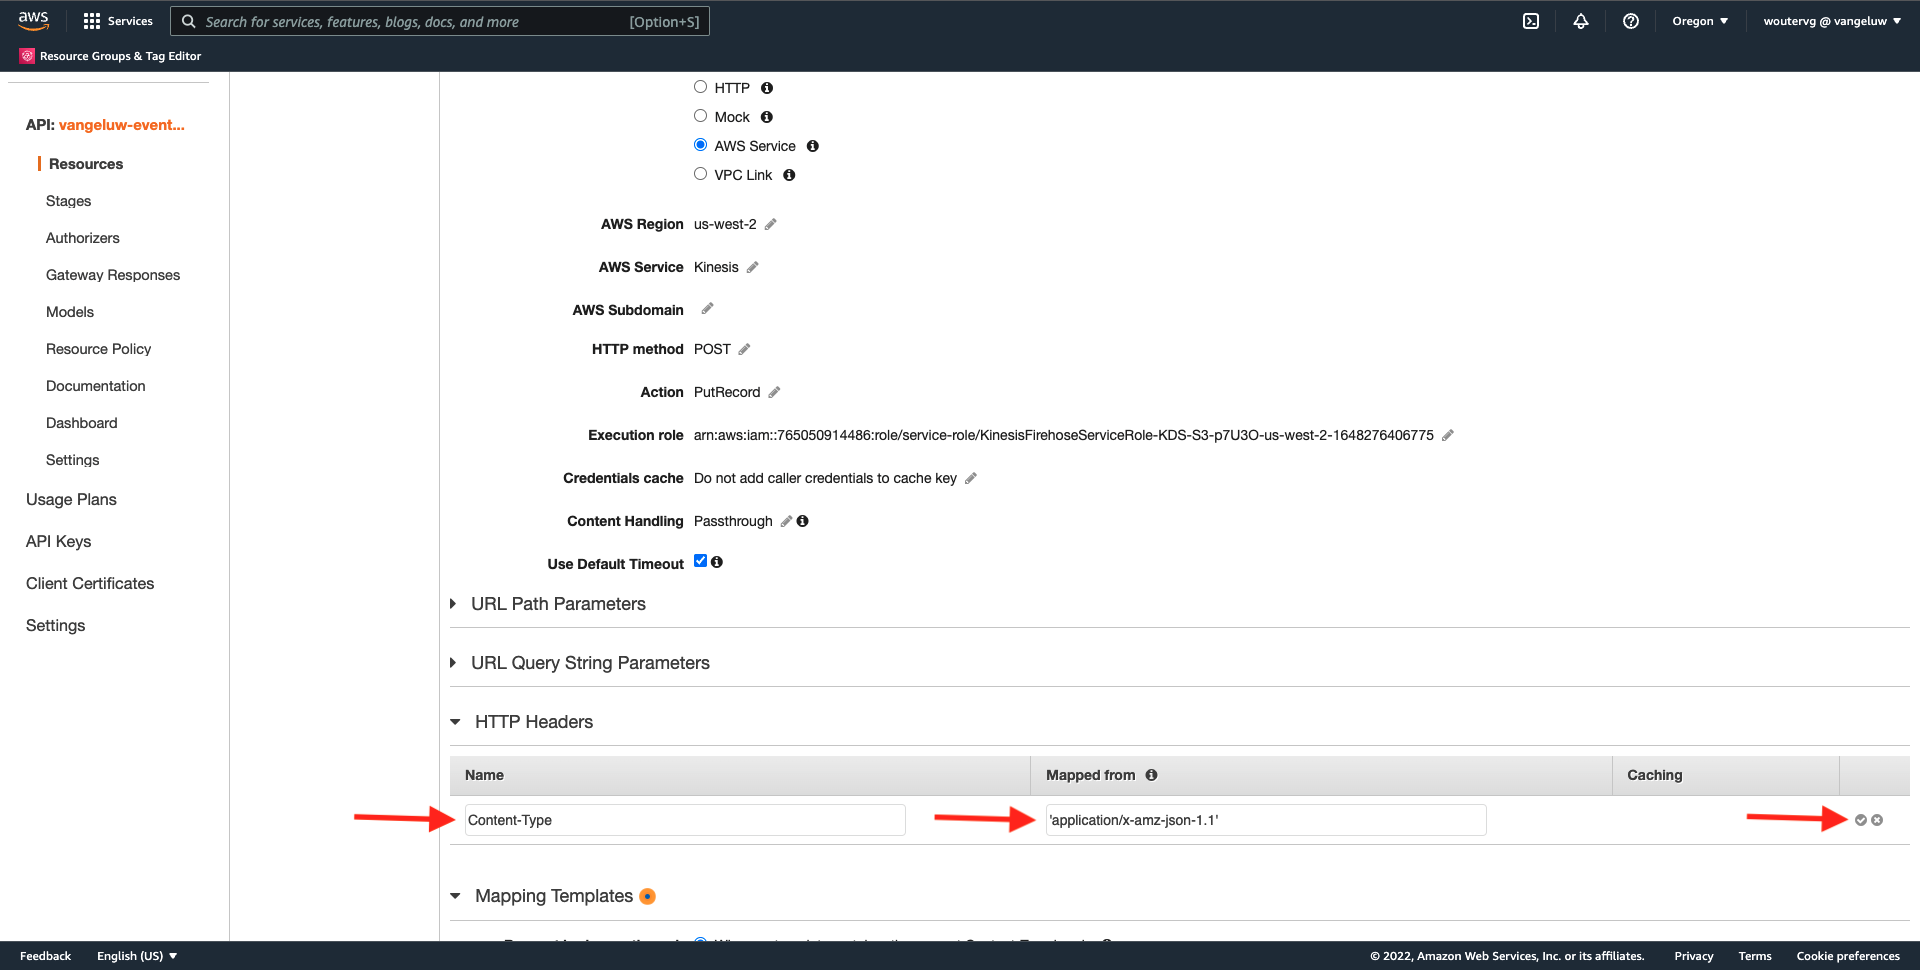 aws
Services
Search for services, features, blogs, docs, and more [Option+S]
Oregon
woutervg @ vangeluw
Resource Groups & Tag Editor
API: vangeluw-event...
Resources
Stages
Authorizers
Gateway Responses
Models
Resource Policy
Documentation
Dashboard
Settings
Usage Plans
API Keys
Client Certificates
Settings
HTTP
Mock
AWS Service
VPC Link
AWS Region us-west-2
AWS Service Kinesis
AWS Subdomain
HTTP method POST
Action PutRecord
Execution role arn:aws:iam::765050914486:role/service-role/KinesisFirehoseServiceRole-KDS-S3-p7U3O-us-west-2-1648276406775
Credentials cache Do not add caller credentials to cache key
Content Handling Passthrough
Use Default Timeout
URL Path Parameters
URL Query String Parameters
HTTP Headers
Name Mapped from Caching
Content-Type 'application/x-amz-json-1.1'
Mapping Templates
Feedback English (US) © 2022, Amazon Web Services, Inc. or its affiliates. Privacy Terms Cookie preferences